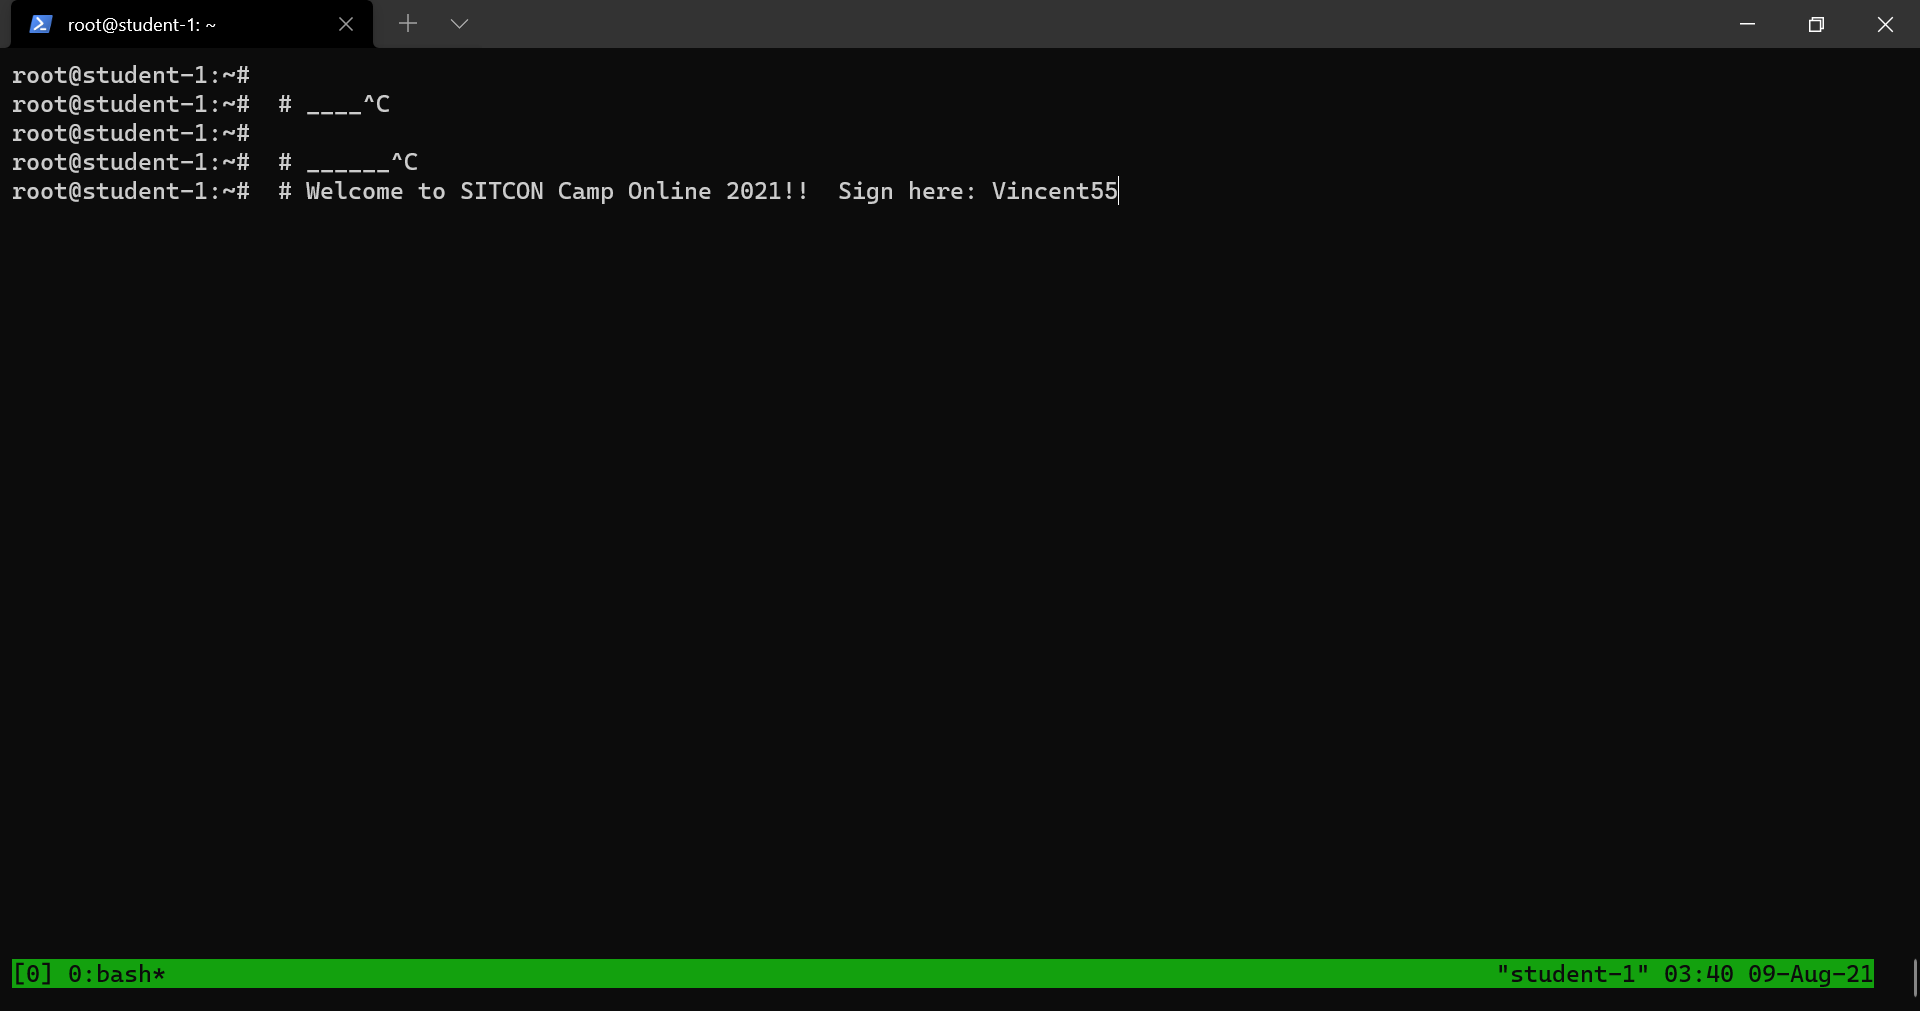 root@student-1: ~
root@student-1:~#
root@student-1:~#  # ____^C
root@student-1:~#
root@student-1:~#  # ______^C
root@student-1:~#  # Welcome to SITCON Camp Online 2021!!  Sign here: Vincent55
[0] 0:bash* "student-1" 03:40 09-Aug-21